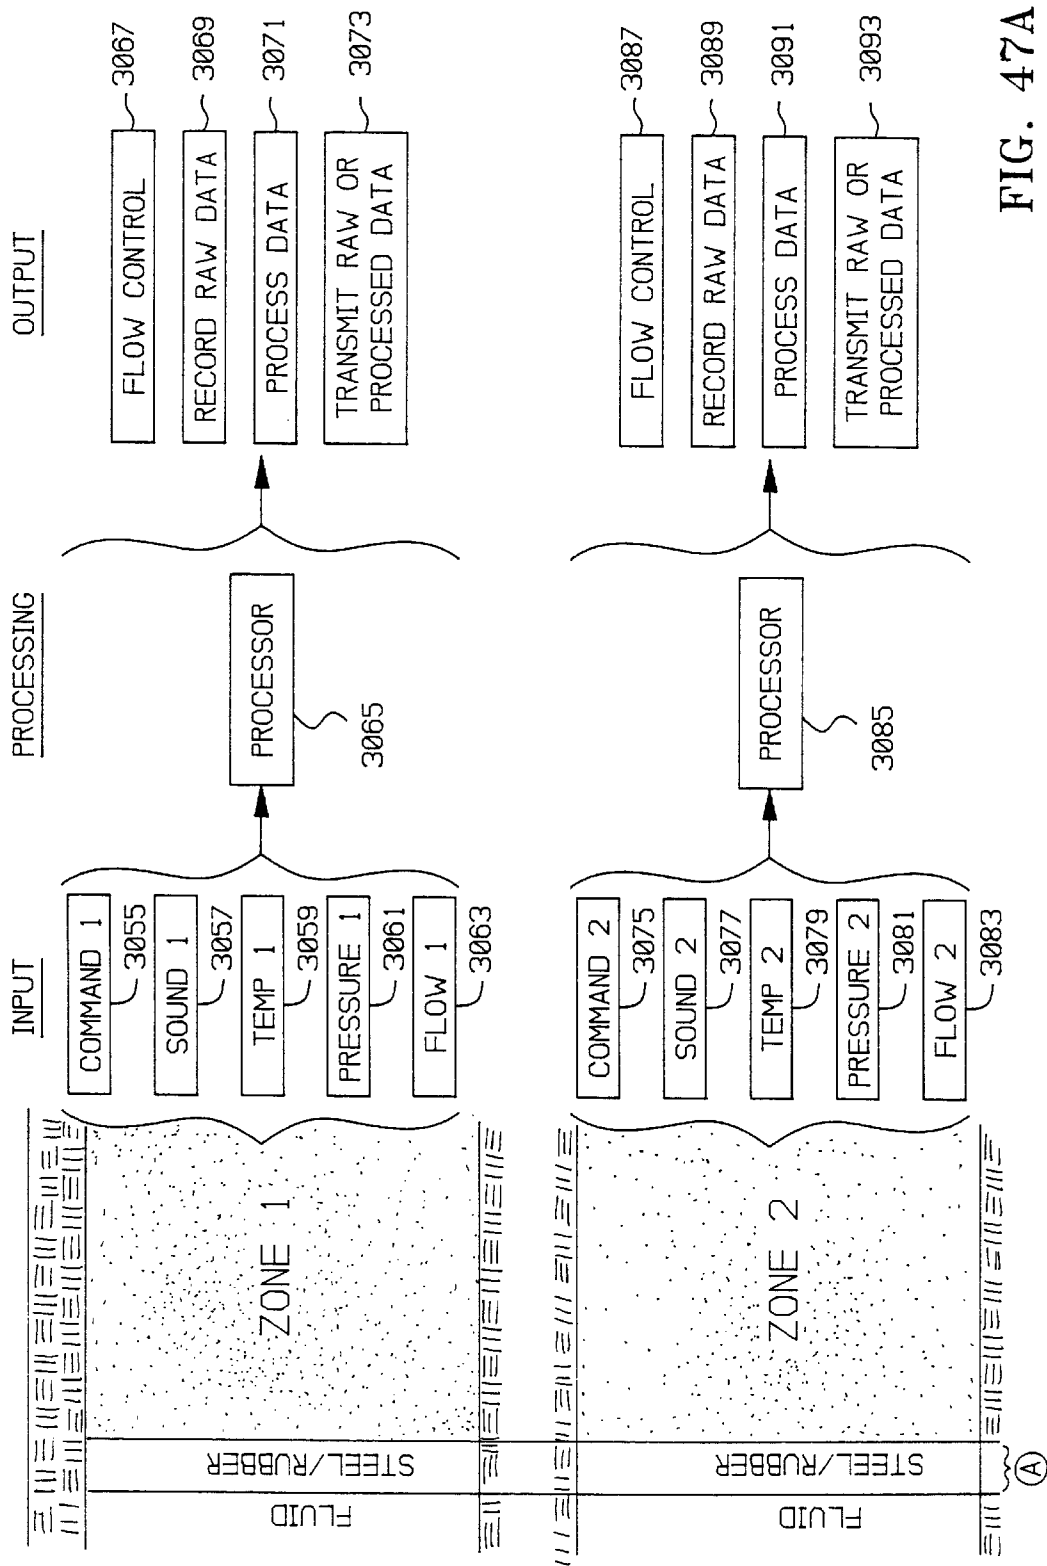 INPUT
PROCESSING
OUTPUT
FLUID
STEEL/RUBBER
ZONE 1
COMMAND 1
3055
SOUND 1
3057
TEMP 1
3059
PRESSURE 1
3061
FLOW 1
3063
PROCESSOR
3065
FLOW CONTROL
3067
RECORD RAW DATA
3069
PROCESS DATA
3071
TRANSMIT RAW OR
PROCESSED DATA
3073
FLUID
STEEL/RUBBER
ZONE 2
COMMAND 2
3075
SOUND 2
3077
TEMP 2
3079
PRESSURE 2
3081
FLOW 2
3083
PROCESSOR
3085
FLOW CONTROL
3087
RECORD RAW DATA
3089
PROCESS DATA
3091
TRANSMIT RAW OR
PROCESSED DATA
3093
A
FIG. 47A